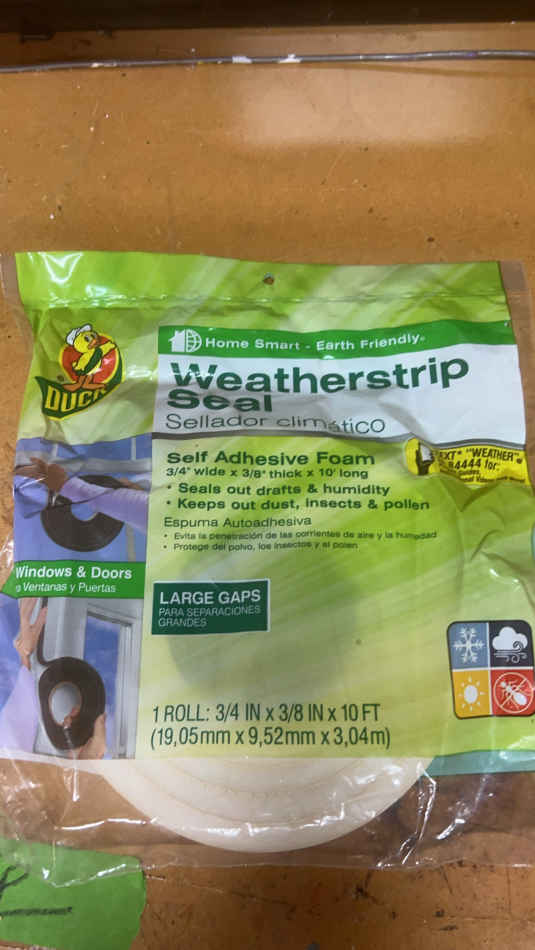 Home Smart - Earth Friendly®
DUCK
Weatherstrip
Seal
Sellador climático
Self Adhesive Foam
3/4" wide x 3/8" thick x 10' long
• Seals out drafts & humidity
• Keeps out dust, insects & pollen
Espuma Autoadhesiva
• Evita la penetración de las corrientes de aire y la humedad
• Protege del polvo, los insectos y el polen
"WEATHER"
4444 for:
Windows & Doors
Ventanas y Puertas
LARGE GAPS
PARA SEPARACIONES
GRANDES
1 ROLL: 3/4 IN x 3/8 IN x 10 FT
(19,05mm x 9,52mm x 3,04m)